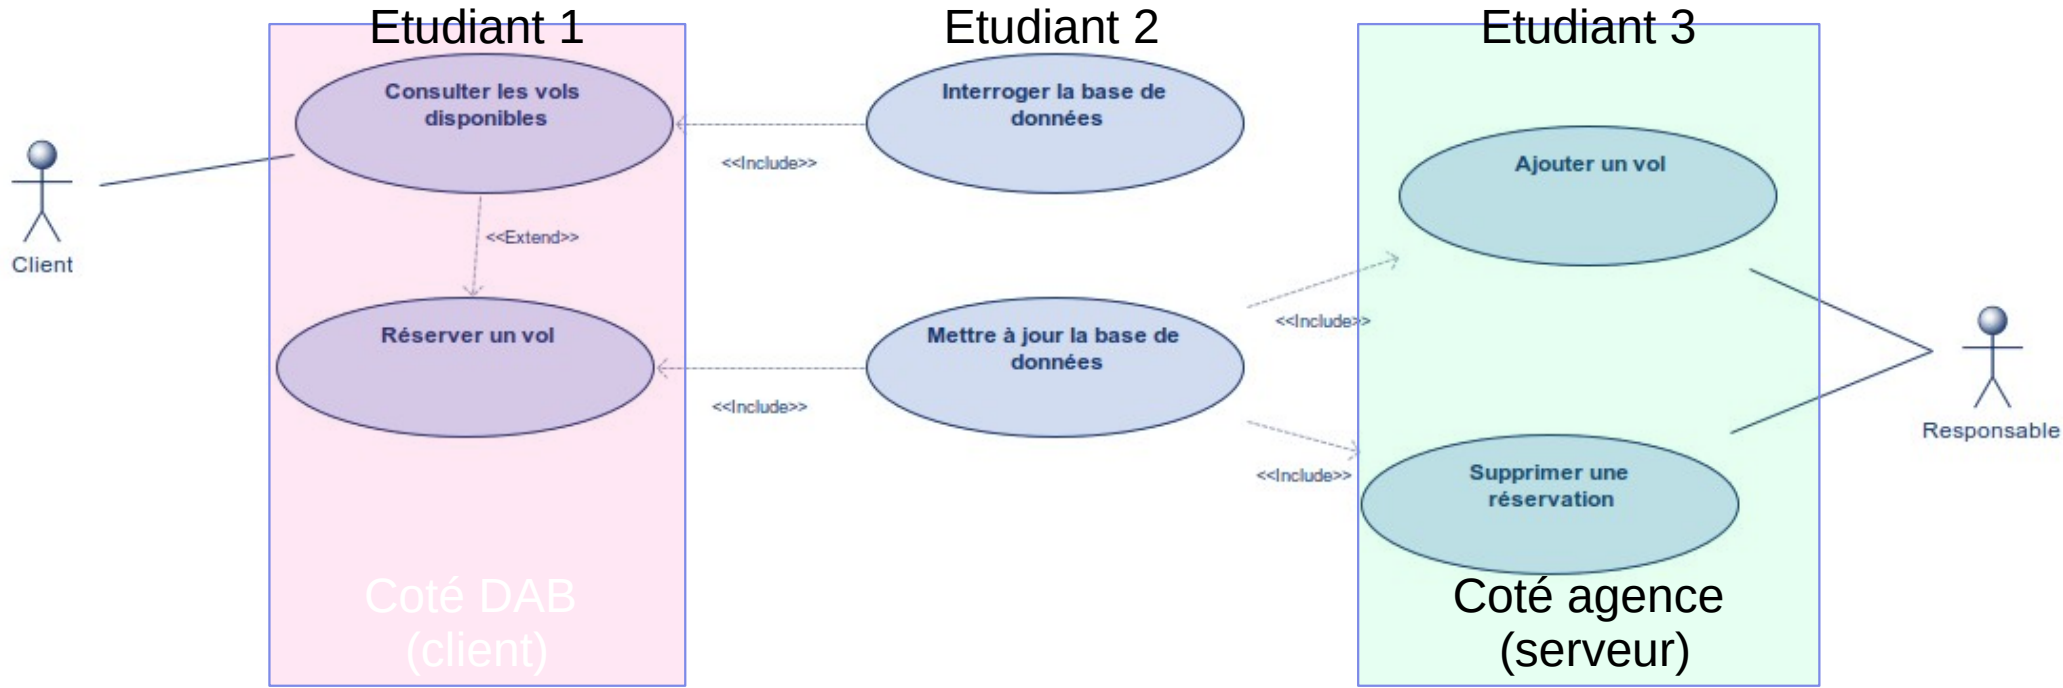 Etudiant 1
Etudiant 2
Etudiant 3
Consulter les vols
disponibles
Interroger la base de
données
Ajouter un vol
<<Include>>
<<Extend>>
Client
Réserver un vol
Mettre à jour la base de
données
<<Include>>
<<Include>>
<<Include>>
Supprimer une
réservation
Responsable
Coté DAB
(client)
Coté agence
(serveur)